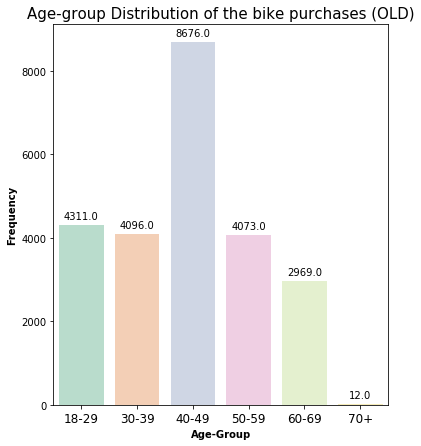 Age-group Distribution of the bike purchases (OLD)
8676.0
8000
6000
Frequency
4311.0
4096.0
4073.0
4000
2969.0
2000
12.0
0
18-29 30-39 40-49 50-59 60-69 70+
Age-Group